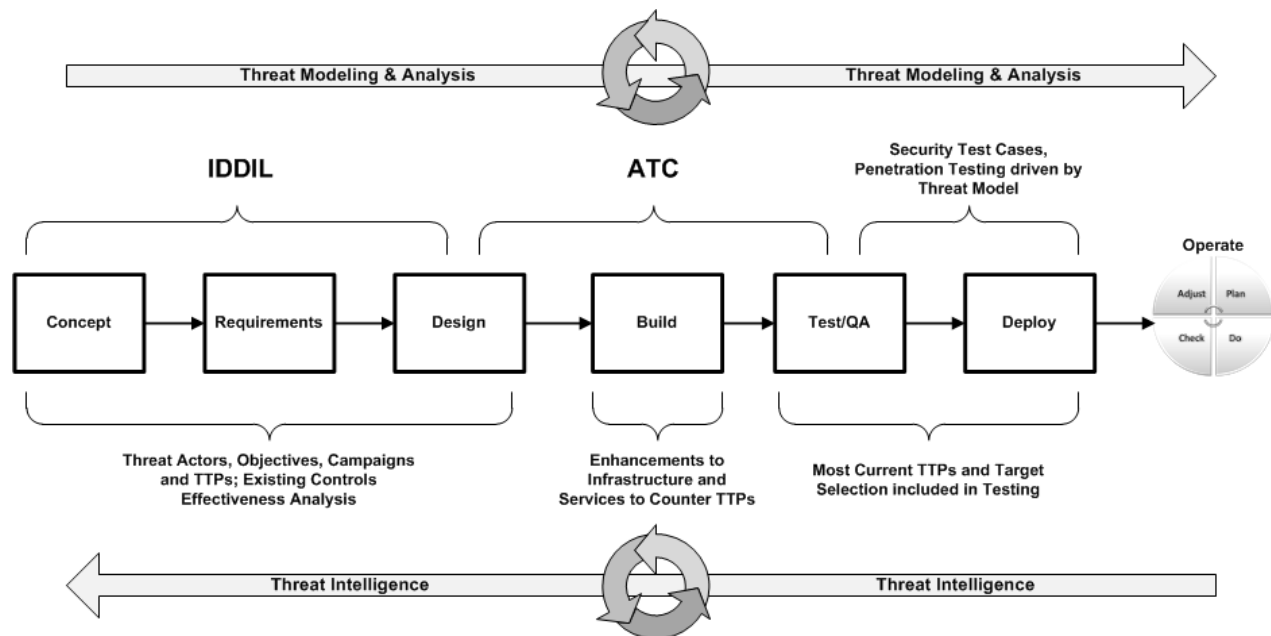 Threat Modeling & Analysis
Threat Modeling & Analysis
IDDIL
ATC
Security Test Cases,
Penetration Testing driven by
Threat Model
Operate
Adjust
Plan
Check
Do
Concept
Requirements
Design
Build
Test/QA
Deploy
Threat Actors, Objectives, Campaigns
and TTPs; Existing Controls
Effectiveness Analysis
Enhancements to
Infrastructure and
Services to Counter TTPs
Most Current TTPs and Target
Selection included in Testing
Threat Intelligence
Threat Intelligence